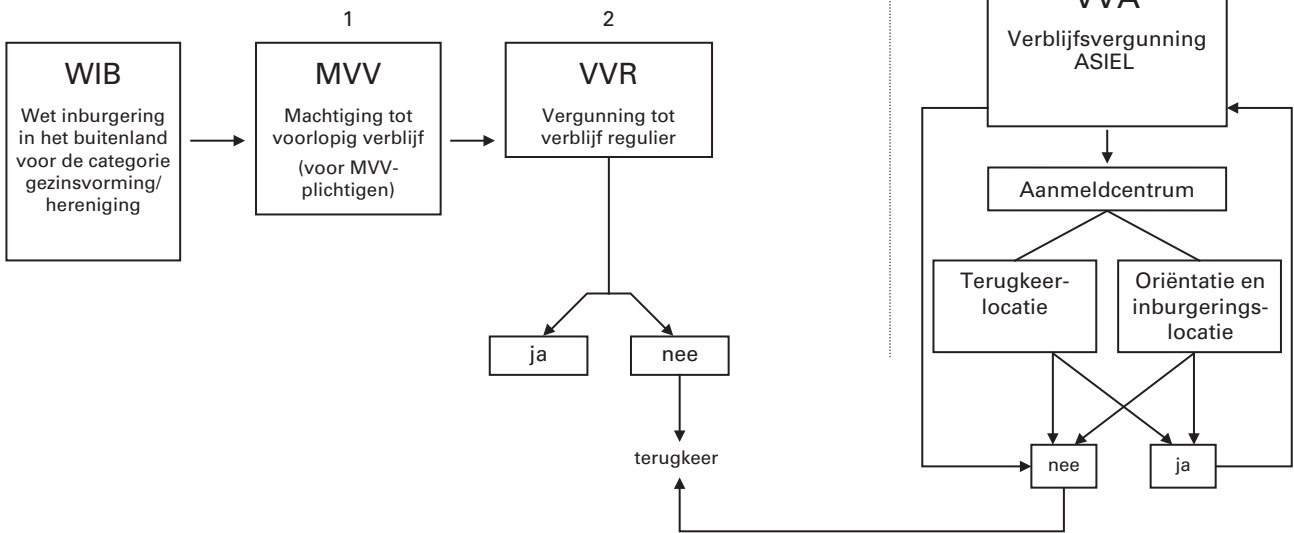 1
2
WIB
Wet inburgering
in het buitenland
voor de categorie
gezinsvorming/
hereniging
MVV
Machtiging tot
voorlopig verblijf
(voor MVV-
plichtigen)
VVR
Vergunning tot
verblijf regulier
ja
nee
terugkeer
VVA
Verblijfsvergunning
ASIEL
Aanmeldcentrum
Terugkeer-
locatie
Oriëntatie en
inburgerings-
locatie
nee
ja